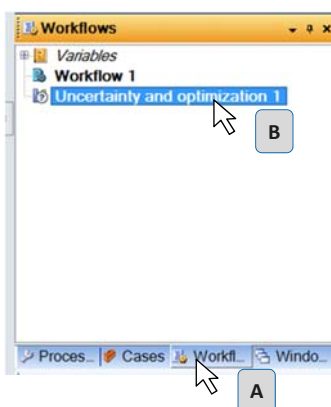 Workflows
Variables
Workflow 1
Uncertainty and optimization 1
B
Proces... Cases Workfl... Windo...
A